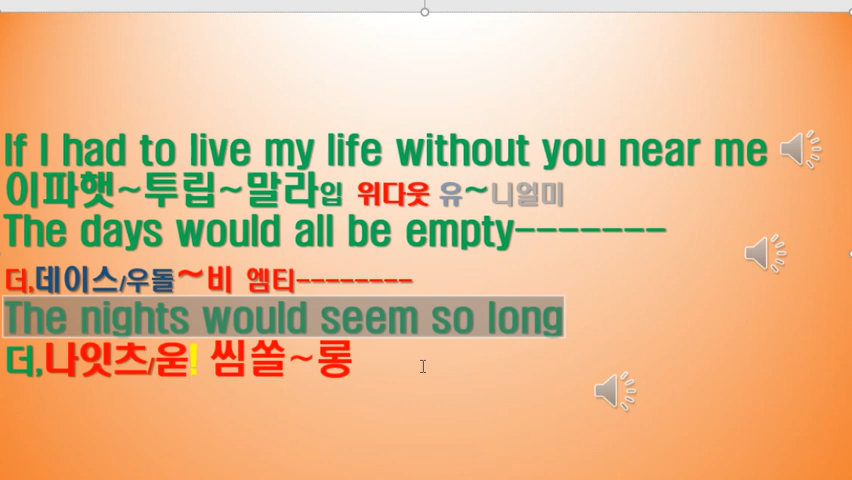 If I had to live my life without you near me
이파햇~투립~말라입 위다웃 유~니얼미
The days would all be empty-------
더,데이스/우돌~비 엠티--------
The nights would seem so long
더,나잇츠/욷! 씸쏠~롱